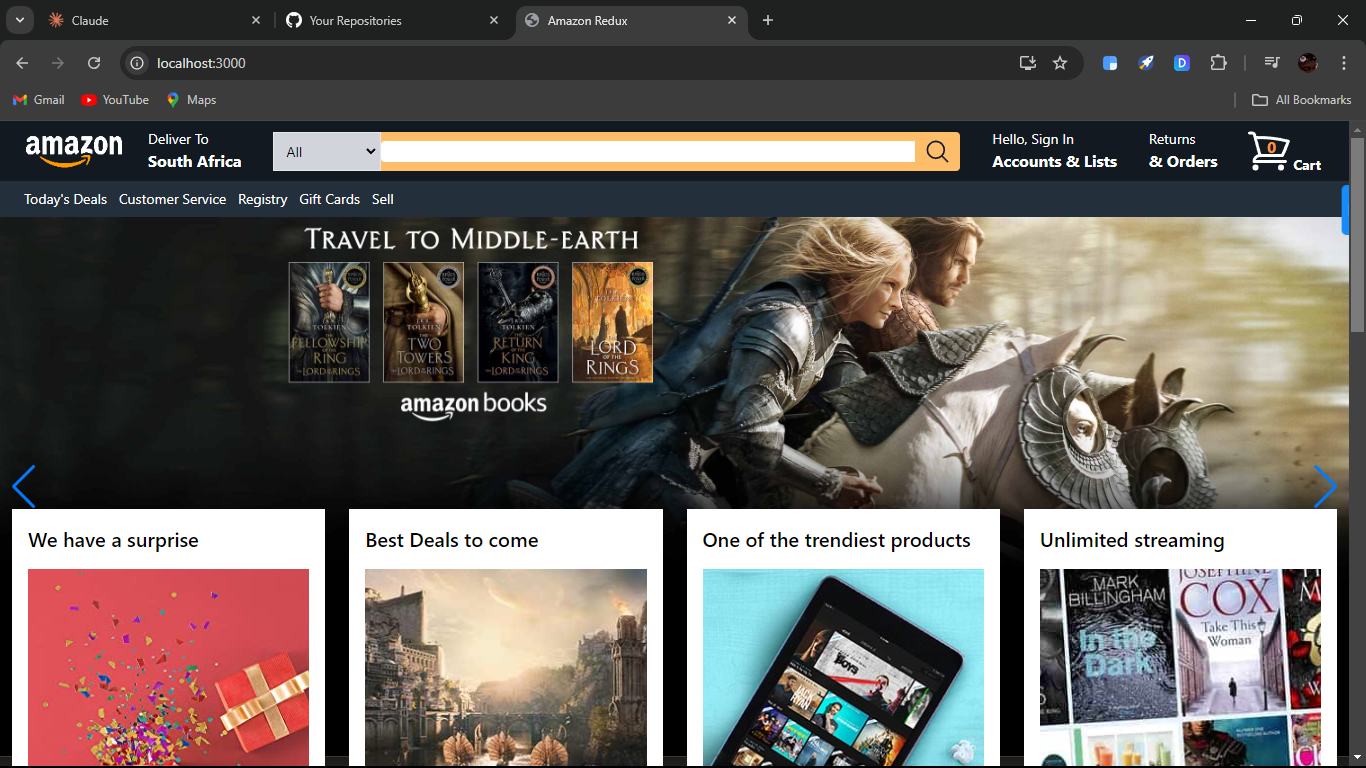 Claude
Your Repositories
Amazon Redux
localhost:3000
Gmail
YouTube
Maps
All Bookmarks
amazon
Deliver To
South Africa
All
Hello, Sign In
Accounts & Lists
Returns
& Orders
0
Cart
Today's Deals
Customer Service
Registry
Gift Cards
Sell
TRAVEL TO MIDDLE-EARTH
J.R.R.
TOLKIEN
THE
FELLOWSHIP
OF THE
RING
THE LORD OF THE RINGS
J.R.R.
TOLKIEN
THE
TWO
TOWERS
THE LORD OF THE RINGS
J.R.R.
TOLKIEN
THE
RETURN
OF THE
KING
THE LORD OF THE RINGS
J.R.R.
TOLKIEN
THE
LORD
OF THE
RINGS
amazon books
We have a surprise
Best Deals to come
One of the trendiest products
Unlimited streaming
THE
BOYS
JACK
RYAN
MARK
BILLINGHAM
In the
Dark
JOSEPHINE
COX
Take This
Woman